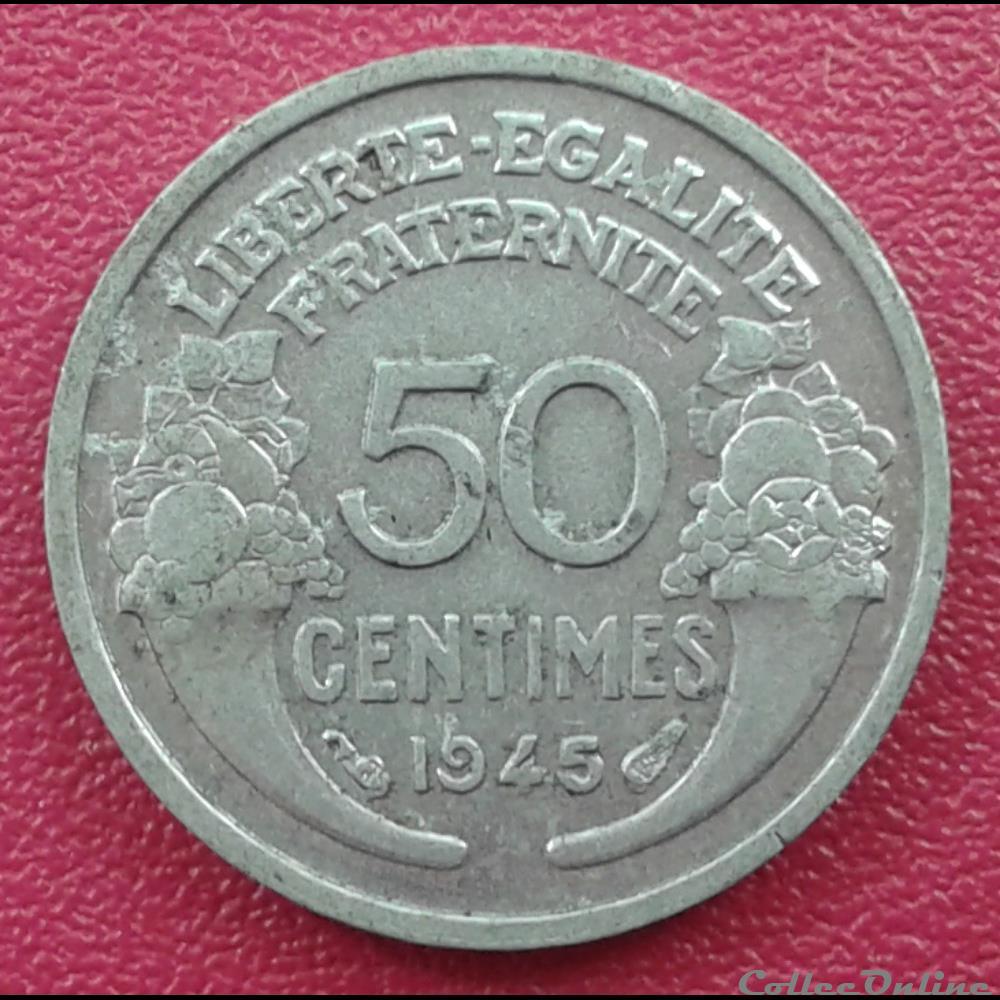 LIBERTE-EGALITE
FRATERNITE
50
CENTIMES
1945
CollecOnline